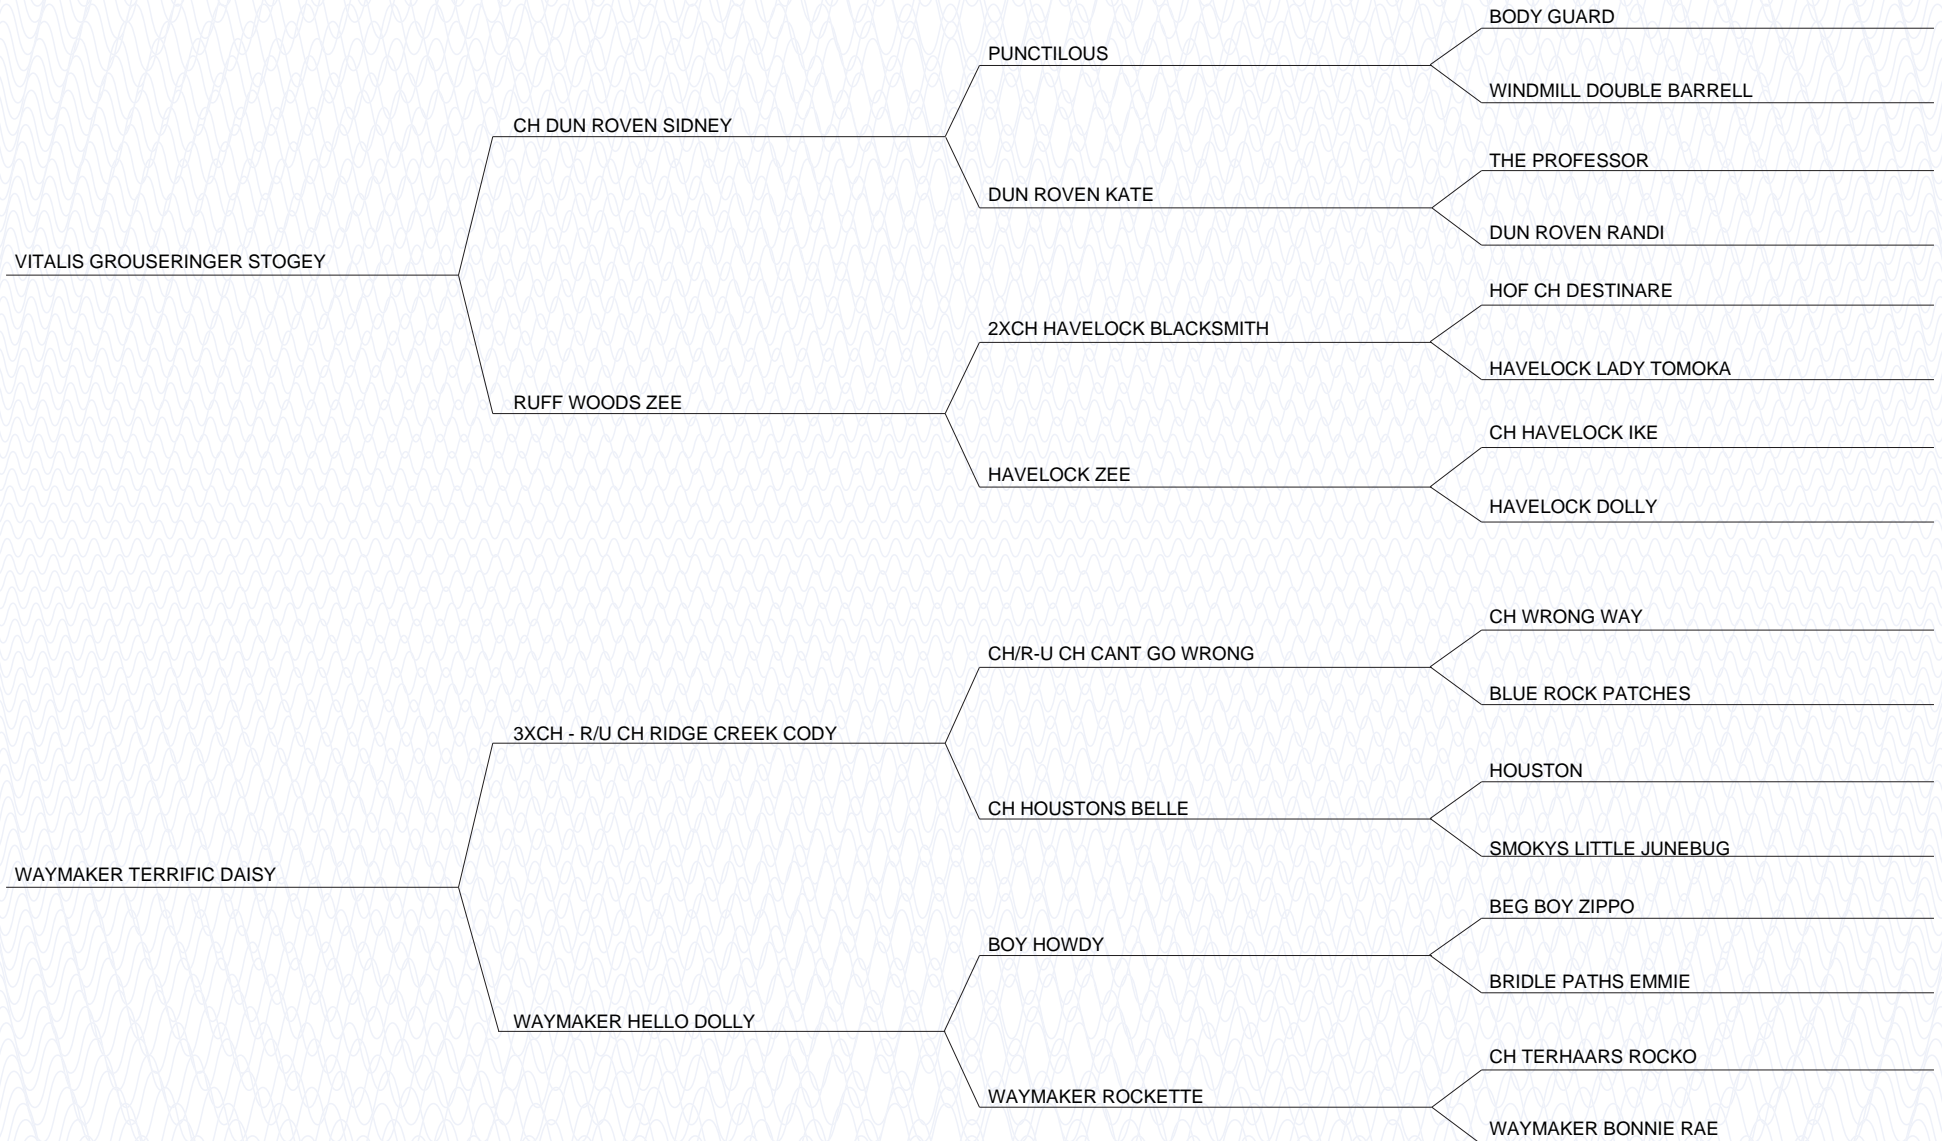 BODY GUARD
PUNCTILOUS
WINDMILL DOUBLE BARRELL
CH DUN ROVEN SIDNEY
THE PROFESSOR
DUN ROVEN KATE
DUN ROVEN RANDI
VITALIS GROUSERINGER STOGEY
HOF CH DESTINARE
2XCH HAVELOCK BLACKSMITH
HAVELOCK LADY TOMOKA
RUFF WOODS ZEE
CH HAVELOCK IKE
HAVELOCK ZEE
HAVELOCK DOLLY
CH WRONG WAY
CH/R-U CH CANT GO WRONG
BLUE ROCK PATCHES
3XCH - R/U CH RIDGE CREEK CODY
HOUSTON
CH HOUSTONS BELLE
SMOKYS LITTLE JUNEBUG
WAYMAKER TERRIFIC DAISY
BEG BOY ZIPPO
BOY HOWDY
BRIDLE PATHS EMMIE
WAYMAKER HELLO DOLLY
CH TERHAARS ROCKO
WAYMAKER ROCKETTE
WAYMAKER BONNIE RAE